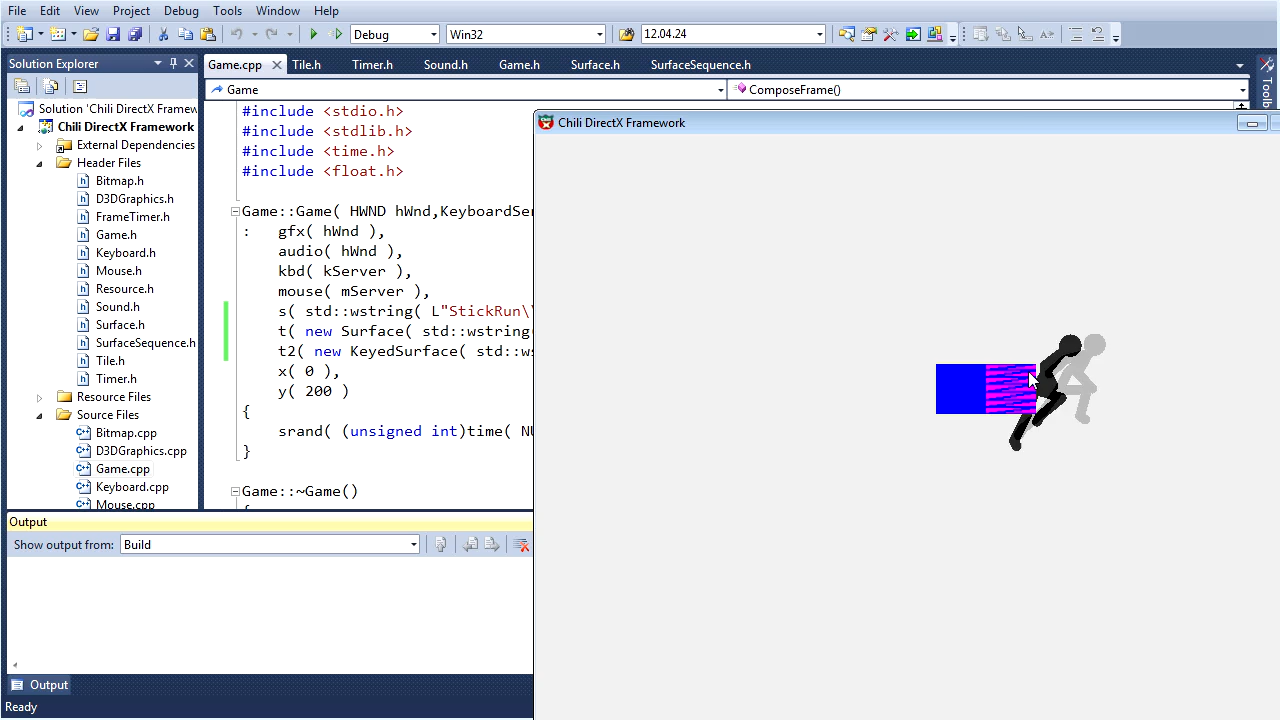 File Edit View Project Debug Tools Window Help
Debug Win32 12.04.24
Solution Explorer
Game.cpp Tile.h Timer.h Sound.h Game.h Surface.h SurfaceSequence.h
Toolb
Game ComposeFrame()
Solution 'Chili DirectX Framew
Chili DirectX Framework
External Dependencies
Header Files
Bitmap.h
D3DGraphics.h
FrameTimer.h
Game.h
Keyboard.h
Mouse.h
Resource.h
Sound.h
Surface.h
SurfaceSequence.h
Tile.h
Timer.h
Resource Files
Source Files
Bitmap.cpp
D3DGraphics.cpp
Game.cpp
Keyboard.cpp
Mouse.cpp
#include <stdio.h>
#include <stdlib.h>
#include <time.h>
#include <float.h>
Game::Game( HWND hWnd,KeyboardSer
: gfx( hWnd ),
audio( hWnd ),
kbd( kServer ),
mouse( mServer ),
s( std::wstring( L"StickRun\
t( new Surface( std::wstring(
t2( new KeyedSurface( std::ws
x( 0 ),
y( 200 )
{
srand( (unsigned int)time( NU
}
Game::~Game()
Chili DirectX Framework
Output
Show output from: Build
Output
Ready